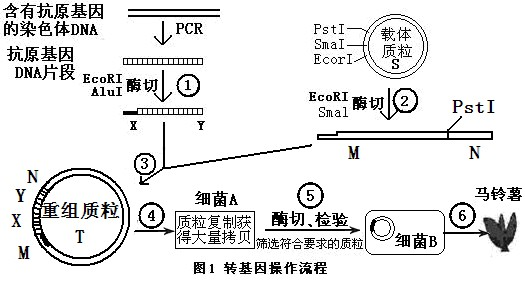 含有抗原基因
的染色体DNA
PCR
抗原基因
DNA片段
EcoRI
AluI
酶切
①
X Y
PstI
SmaI
EcorI
载体
质粒
S
EcoRI
Smal
酶切
②
PstI
M N
③
N
Y
X
M
重组质粒
T
④
细菌A
质粒复制获
得大量拷贝
⑤
酶切、检验
筛选符合要求的质粒
细菌B
⑥
马铃薯
图1 转基因操作流程